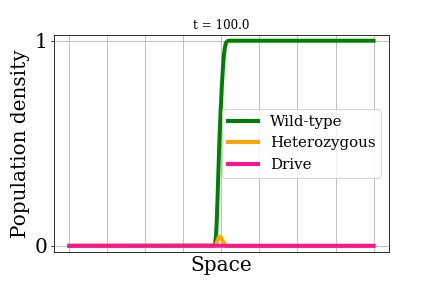 t = 100.0
1
Population density
Wild-type
Heterozygous
Drive
0
Space